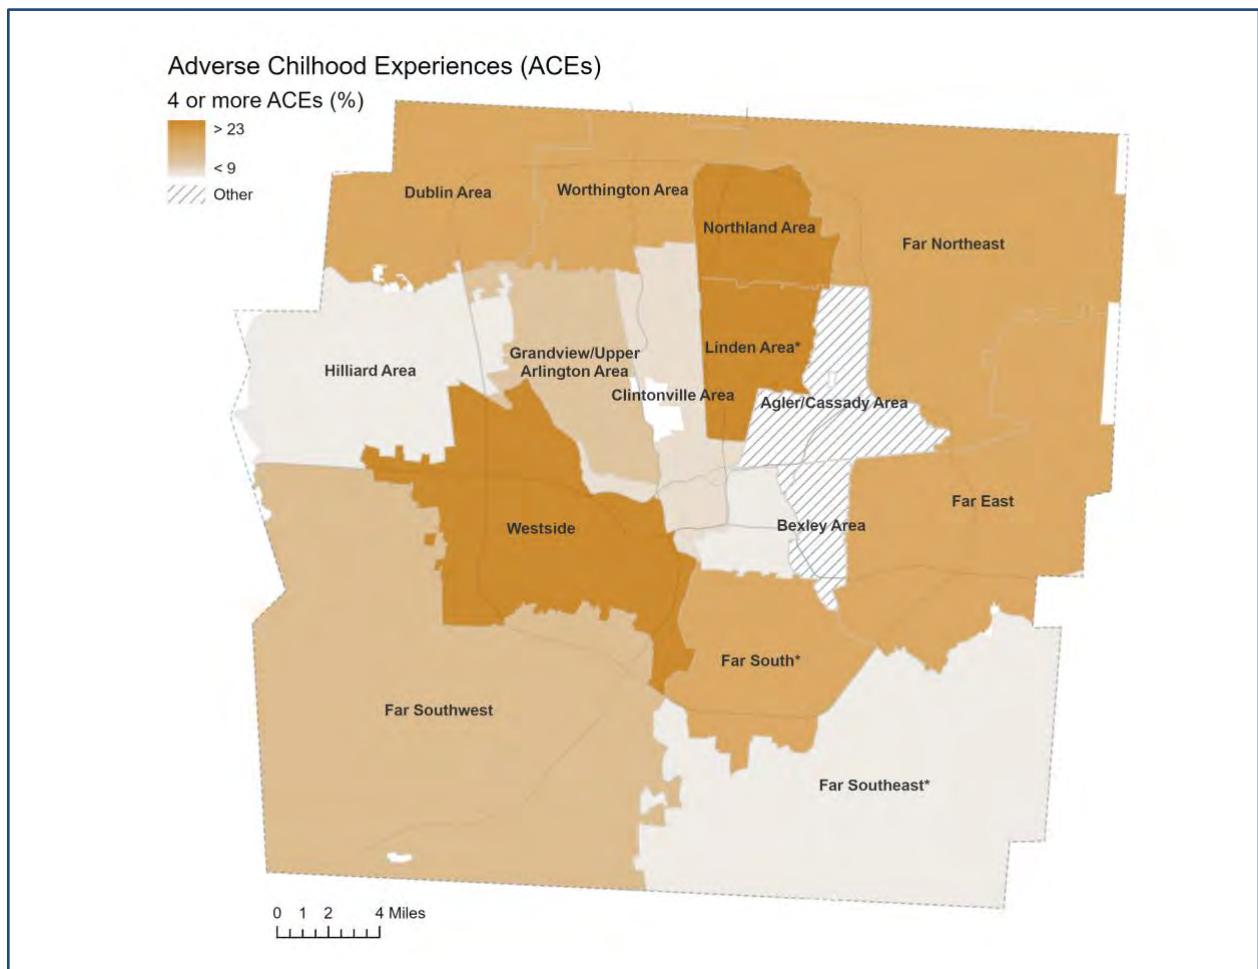 Adverse Chilhood Experiences (ACEs)
4 or more ACEs (%)
> 23
< 9
Other
Dublin Area
Worthington Area
Northland Area
Far Northeast
Linden Area*
Grandview/Upper
Arlington Area
Hilliard Area
Clintonville Area
Agler/Cassady Area
Far East
Westside
Bexley Area
Far South*
Far Southwest
Far Southeast*
0 1 2 4 Miles